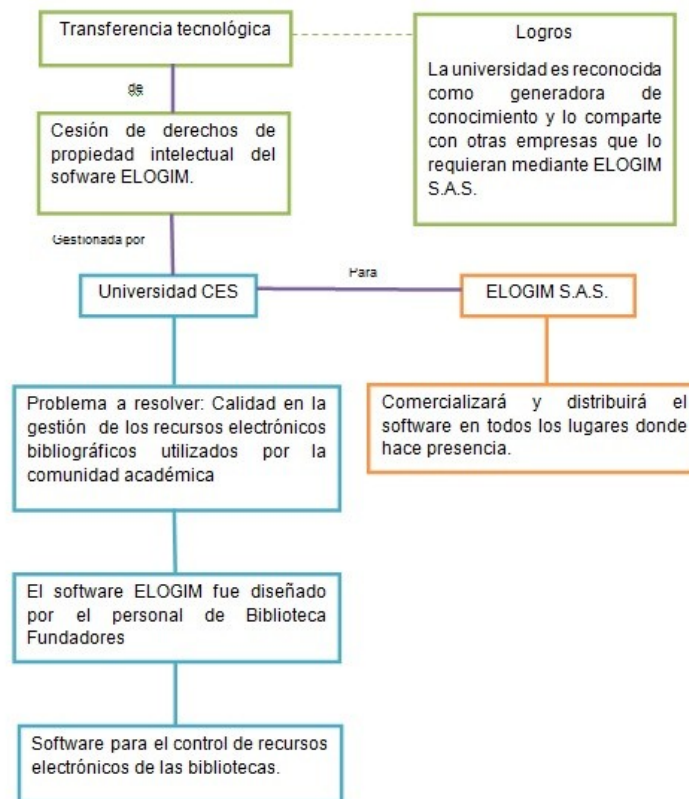 Transferencia tecnológica
Logros
La universidad es reconocida
como generadora de
conocimiento y lo comparte
con otras empresas que lo
requieran mediante ELOGIM
S.A.S.
de
Cesión de derechos de
propiedad intelectual del
sofware ELOGIM.
Gestionada por
Universidad CES
Para
ELOGIM S.A.S.
Problema a resolver: Calidad en la
gestión de los recursos electrónicos
bibliográficos utilizados por la
comunidad académica
Comercializará y distribuirá el
software en todos los lugares donde
hace presencia.
El software ELOGIM fue diseñado
por el personal de Biblioteca
Fundadores
Software para el control de recursos
electrónicos de las bibliotecas.